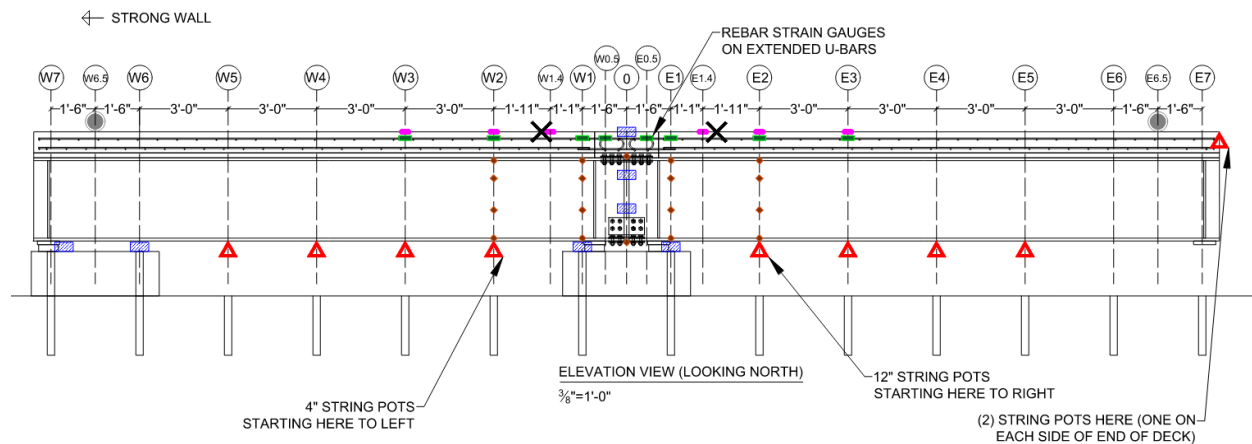 STRONG WALL
REBAR STRAIN GAUGES
ON EXTENDED U-BARS
W0.5 E0.5
W7 W6.5 W6 W5 W4 W3 W2 W1.4 W1 0 E1 E1.4 E2 E3 E4 E5 E6 E6.5 E7
1'-6" 1'-6" 3'-0" 3'-0" 3'-0" 3'-0" 1'-11" 1'-1" 1'-6" 1'-6" 1'-1" 1'-11" 3'-0" 3'-0" 3'-0" 3'-0" 1'-6" 1'-6"
ELEVATION VIEW (LOOKING NORTH)
3⁄8"=1'-0"
4" STRING POTS
STARTING HERE TO LEFT
12" STRING POTS
STARTING HERE TO RIGHT
(2) STRING POTS HERE (ONE ON
EACH SIDE OF END OF DECK)